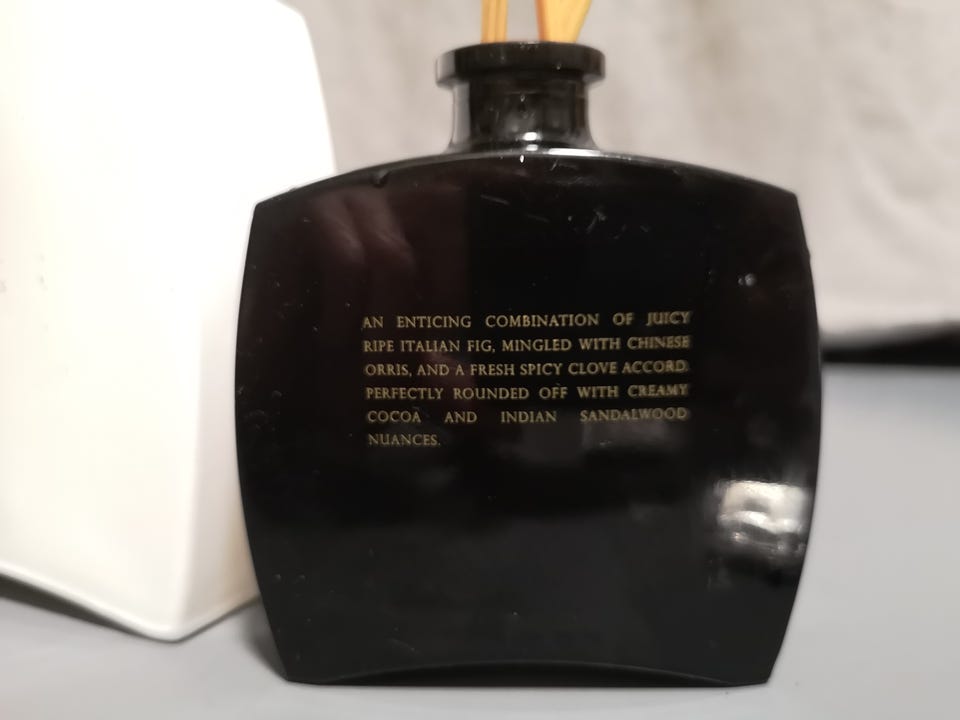 AN ENTICING COMBINATION OF JUICY
RIPE ITALIAN FIG, MINGLED WITH CHINESE
ORRIS, AND A FRESH SPICY CLOVE ACCORD
PERFECTLY ROUNDED OFF WITH CREAMY
COCOA AND INDIAN SANDALWOOD
NUANCES.